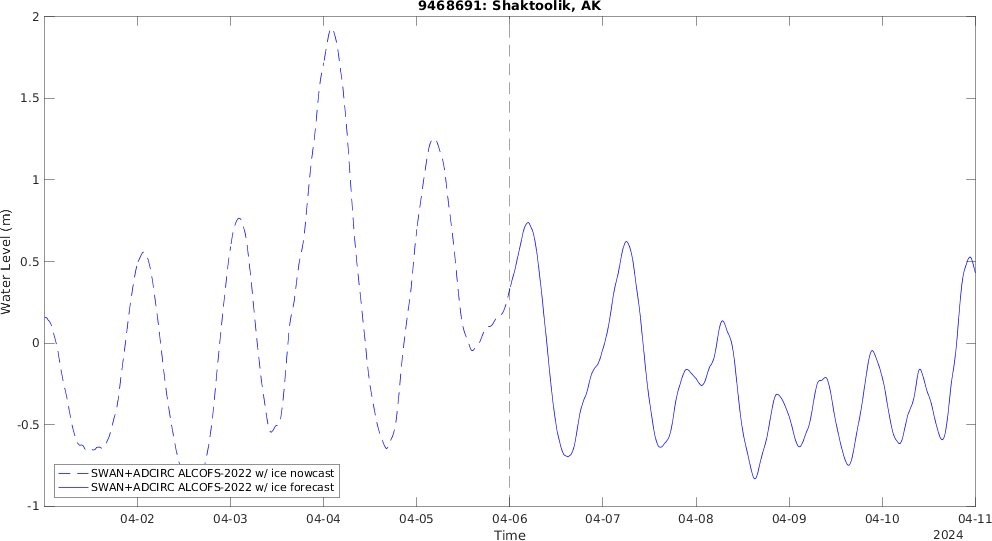 9468691: Shaktoolik, AK
2
1.5
1
0.5
0
-0.5
-1
Water Level (m)
SWAN+ADCIRC ALCOFS-2022 w/ ice nowcast
SWAN+ADCIRC ALCOFS-2022 w/ ice forecast
04-02 04-03 04-04 04-05 04-06 04-07 04-08 04-09 04-10 04-11
Time
2024